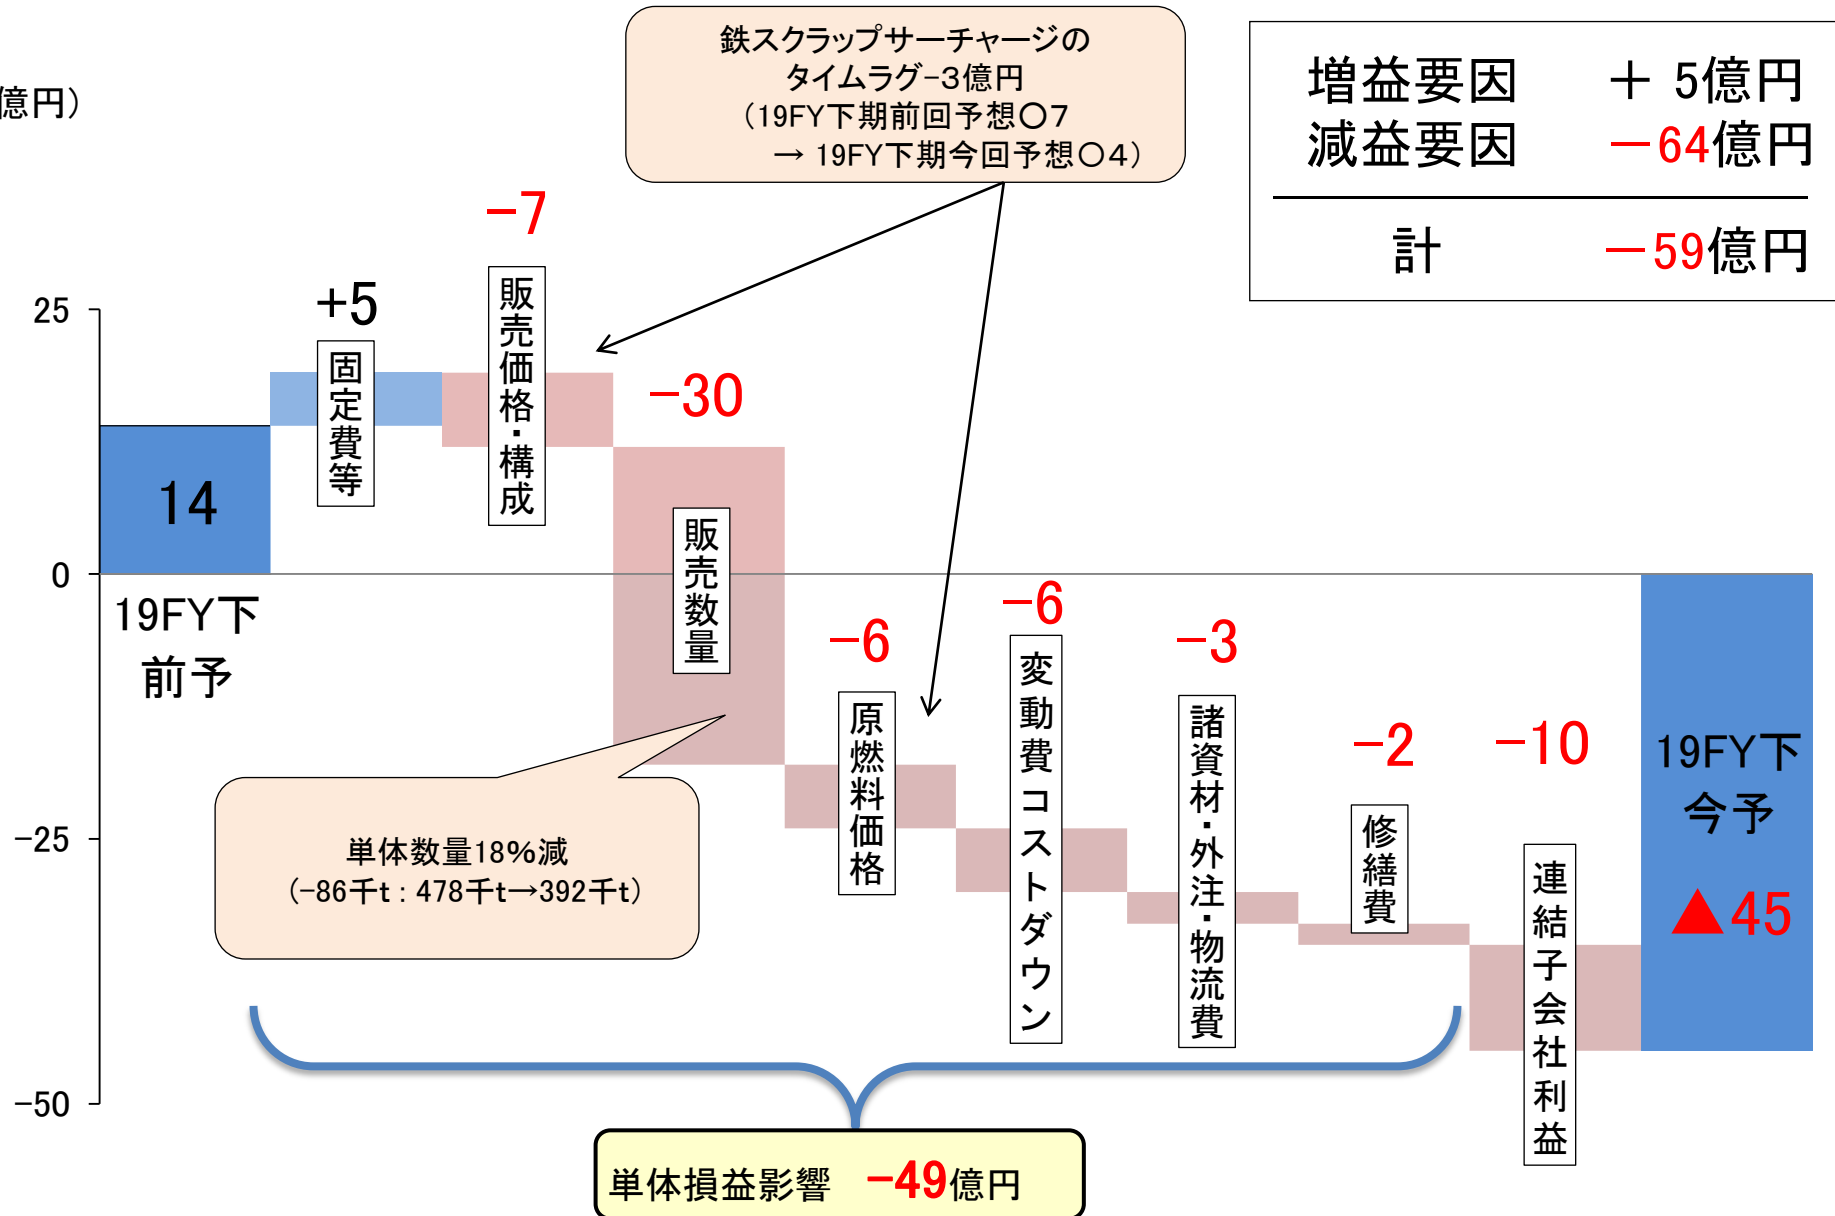 億円）
鉄スクラップサーチャージの
タイムラグ-3億円
（19FY下期前回予想〇7
→ 19FY下期今回予想〇4）
増益要因 ＋ 5億円
減益要因 －64億円
計 －59億円
25
0
-25
-50
14
19FY下
前予
+5
固定費等
-7
販売価格・構成
-30
販売数量
-6
原燃料価格
-6
変動費コストダウン
-3
諸資材・外注・物流費
-2
修繕費
-10
連結子会社利益
19FY下
今予
▲45
単体数量18%減
（-86千t：478千t→392千t）
単体損益影響 -49億円